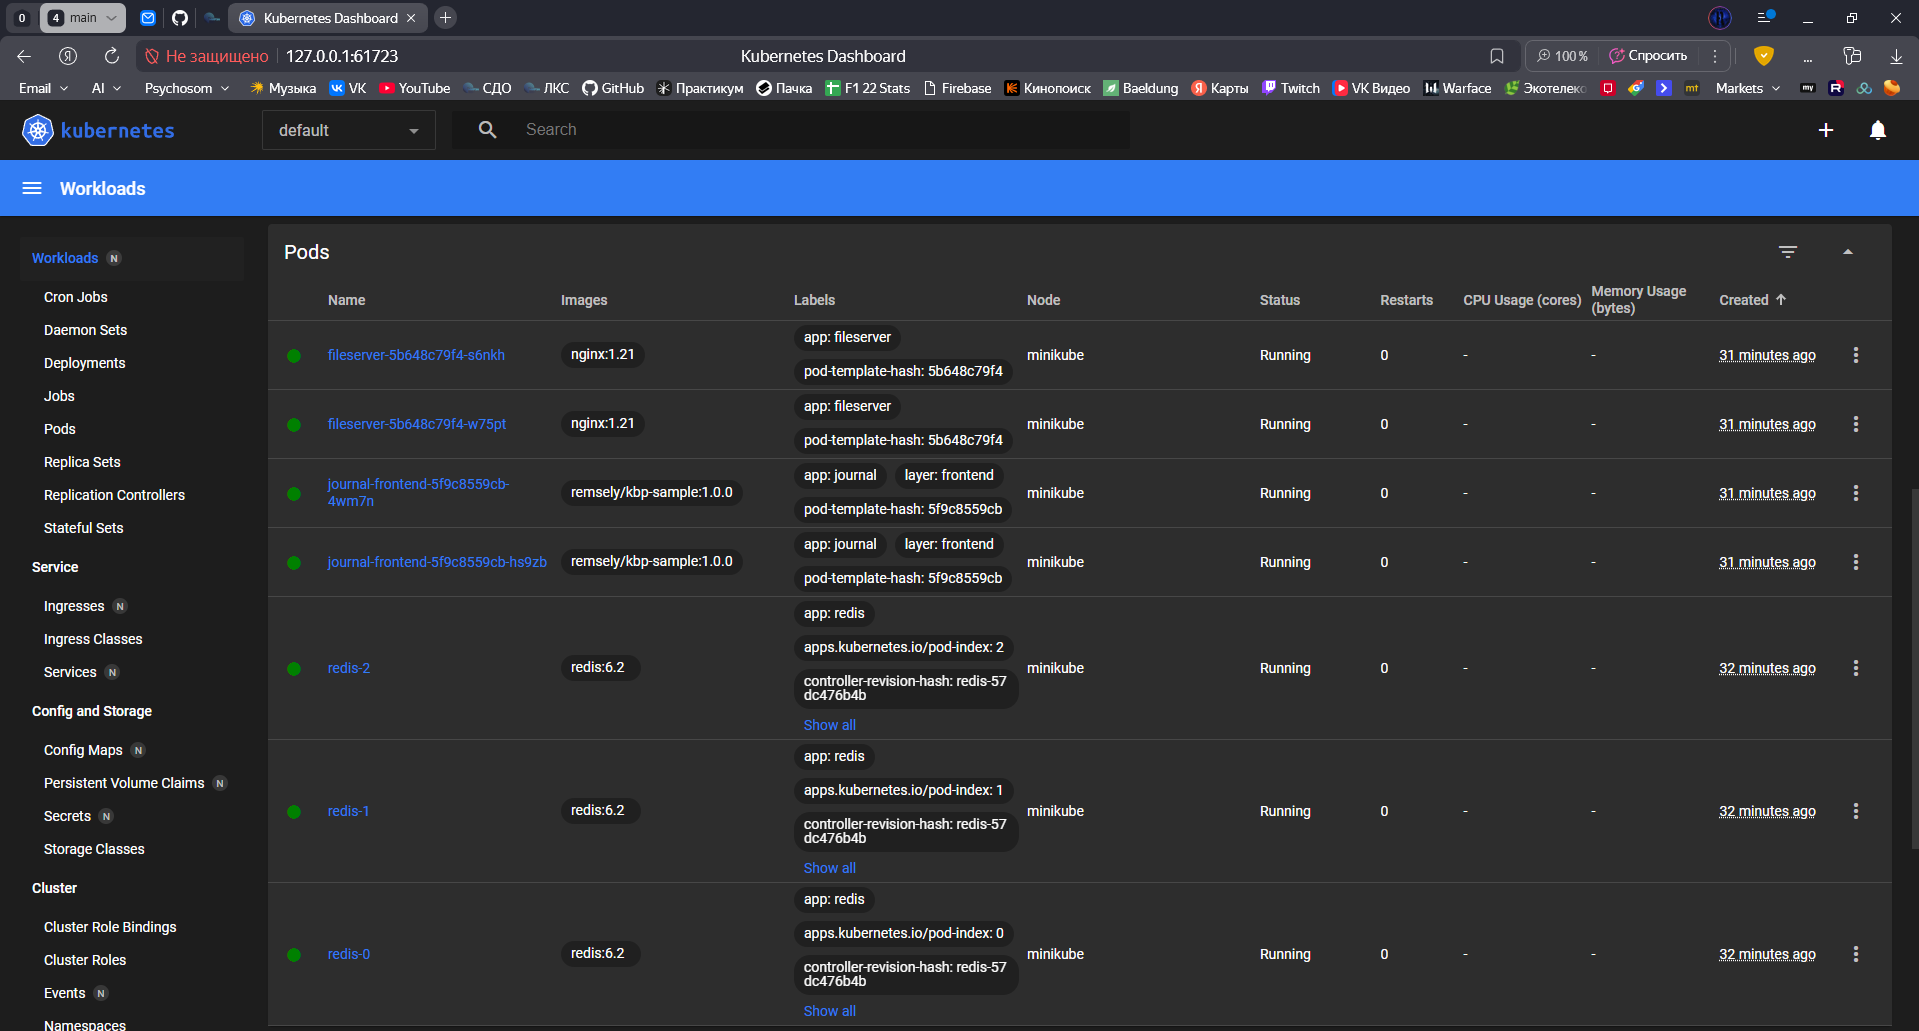 0
4 main
Kubernetes Dashboard
Не защищено 127.0.0.1:61723
Kubernetes Dashboard
100 %
Спросить
Email
AI
Psychosom
Музыка
VK
YouTube
СДО
ЛКС
GitHub
Практикум
Пачка
F1 22 Stats
Firebase
Кинопоиск
Baeldung
Карты
Twitch
VK Видео
Warface
Экотелеко
mt
Markets
my
kubernetes
default
Search
Workloads
Workloads N
Cron Jobs
Daemon Sets
Deployments
Jobs
Pods
Replica Sets
Replication Controllers
Stateful Sets
Service
Ingresses N
Ingress Classes
Services N
Config and Storage
Config Maps N
Persistent Volume Claims N
Secrets N
Storage Classes
Cluster
Cluster Role Bindings
Cluster Roles
Events N
Namespaces
Pods
Name
Images
Labels
Node
Status
Restarts
CPU Usage (cores)
Memory Usage
(bytes)
Created
fileserver-5b648c79f4-s6nkh
nginx:1.21
app: fileserver
pod-template-hash: 5b648c79f4
minikube
Running
0
-
-
31 minutes ago
fileserver-5b648c79f4-w75pt
nginx:1.21
app: fileserver
pod-template-hash: 5b648c79f4
minikube
Running
0
-
-
31 minutes ago
journal-frontend-5f9c8559cb-
4wm7n
remsely/kbp-sample:1.0.0
app: journal
layer: frontend
pod-template-hash: 5f9c8559cb
minikube
Running
0
-
-
31 minutes ago
journal-frontend-5f9c8559cb-hs9zb
remsely/kbp-sample:1.0.0
app: journal
layer: frontend
pod-template-hash: 5f9c8559cb
minikube
Running
0
-
-
31 minutes ago
redis-2
redis:6.2
app: redis
apps.kubernetes.io/pod-index: 2
controller-revision-hash: redis-57
dc476b4b
Show all
minikube
Running
0
-
-
32 minutes ago
redis-1
redis:6.2
app: redis
apps.kubernetes.io/pod-index: 1
controller-revision-hash: redis-57
dc476b4b
Show all
minikube
Running
0
-
-
32 minutes ago
redis-0
redis:6.2
app: redis
apps.kubernetes.io/pod-index: 0
controller-revision-hash: redis-57
dc476b4b
Show all
minikube
Running
0
-
-
32 minutes ago